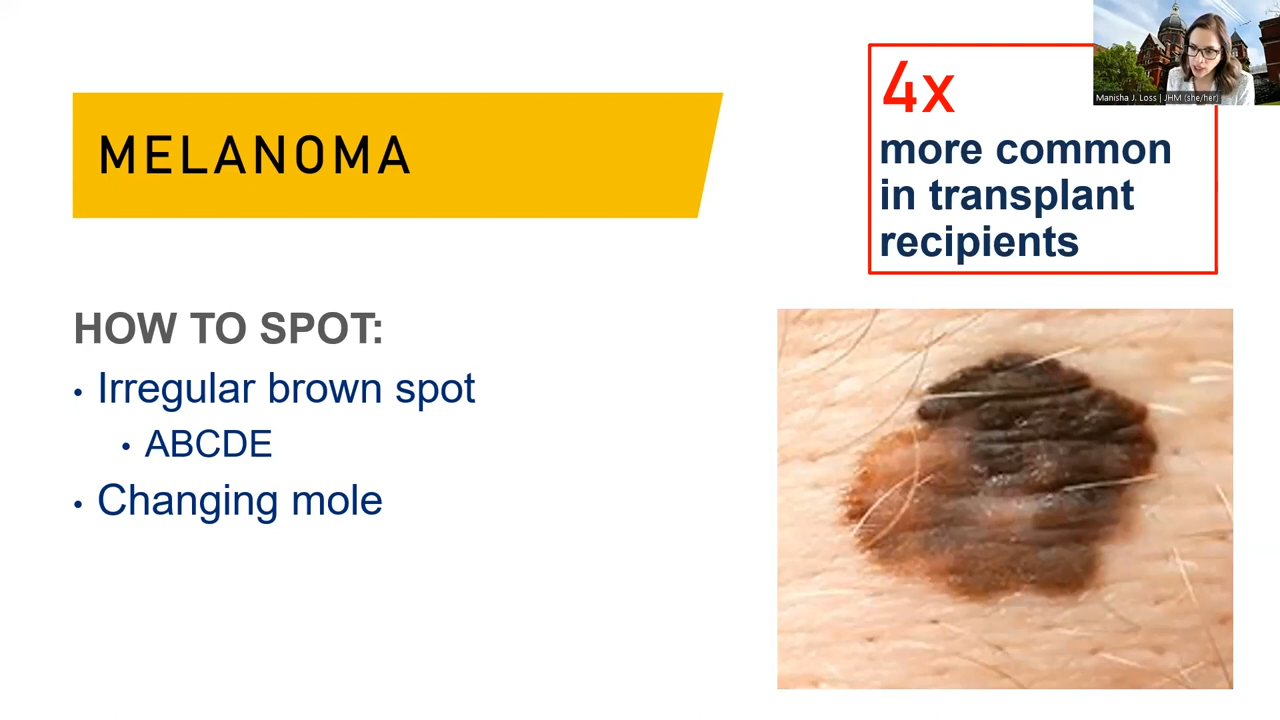 MELANOMA
4x
more common
in transplant
recipients
Manisha J. Loss | JHM (she/her)
HOW TO SPOT:
• Irregular brown spot
• ABCDE
• Changing mole